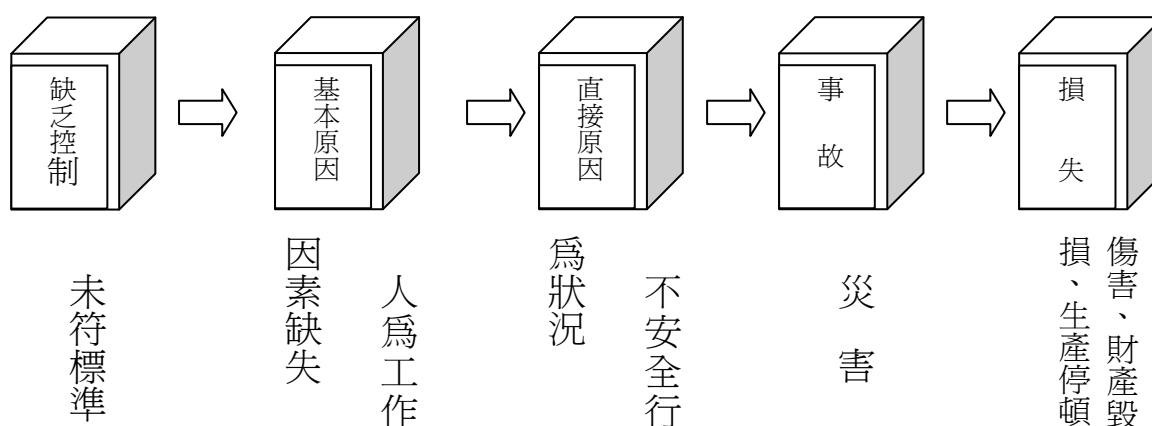 缺乏控制
基本原因
直接原因
事故
損失
未符標準
人為工作
因素缺失
不安全行
為狀況
災害
傷害、財產毀
損、生產停頓